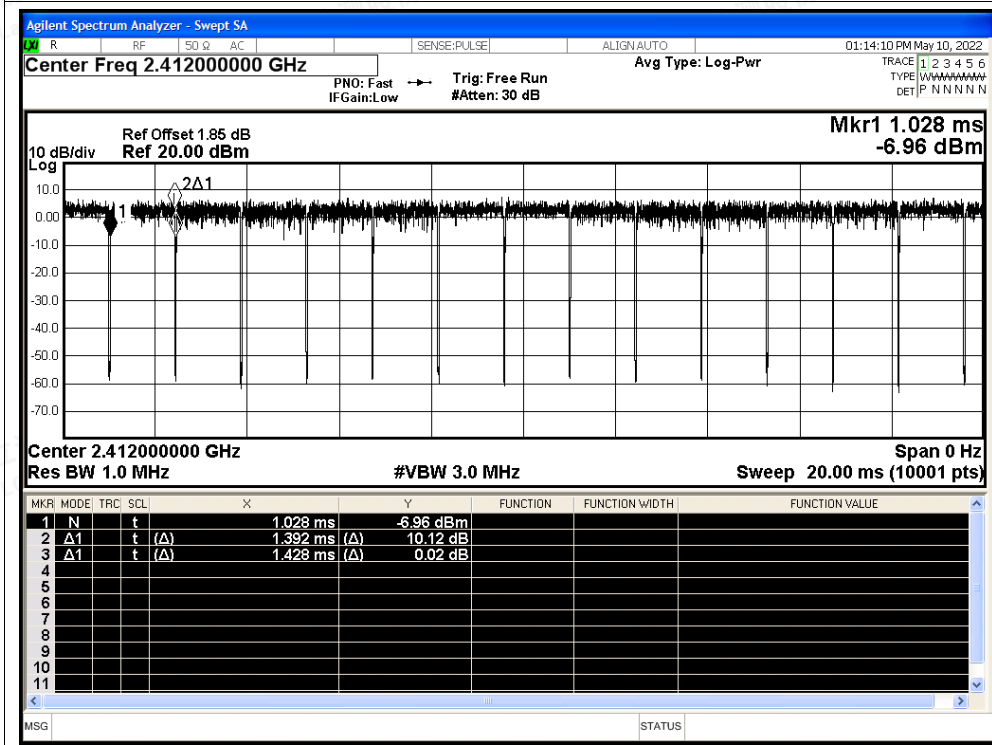 Agilent Spectrum Analyzer - Swept SA
LXI R RF 50 Ω AC SENSE:PULSE ALIGN AUTO 01:14:10 PM May 10, 2022
Center Freq 2.412000000 GHz Avg Type: Log-Pwr TRACE 1 2 3 4 5 6
PNO: Fast Trig: Free Run TYPE
IFGain:Low #Atten: 30 dB DET P N N N N N
Mkr1 1.028 ms
Ref Offset 1.85 dB
10 dB/div Ref 20.00 dBm -6.96 dBm
Log
2Δ1
10.0
1
0.00
-10.0
-20.0
-30.0
-40.0
-50.0
-60.0
-70.0
Center 2.412000000 GHz Span 0 Hz
Res BW 1.0 MHz #VBW 3.0 MHz Sweep 20.00 ms (10001 pts)
MKR MODE TRC SCL X Y FUNCTION FUNCTION WIDTH FUNCTION VALUE
1 N t 1.028 ms -6.96 dBm
2 Δ1 t (Δ) 1.392 ms (Δ) 10.12 dB
3 Δ1 t (Δ) 1.428 ms (Δ) 0.02 dB
4
5
6
7
8
9
10
11
MSG STATUS